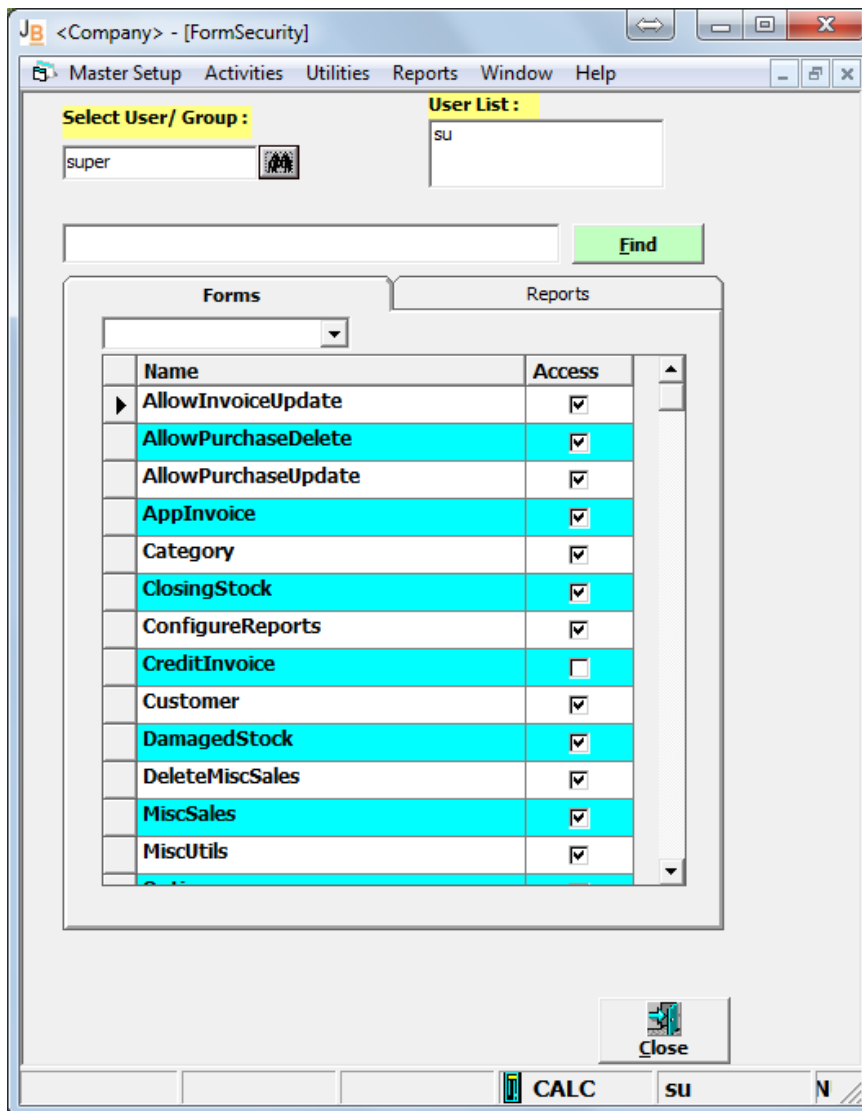 JB <Company> - [FormSecurity]
Master Setup Activities Utilities Reports Window Help
Select User/ Group :
User List :
super
su
Find
Forms
Reports
Name Access
AllowInvoiceUpdate
AllowPurchaseDelete
AllowPurchaseUpdate
AppInvoice
Category
ClosingStock
ConfigureReports
CreditInvoice
Customer
DamagedStock
DeleteMiscSales
MiscSales
MiscUtils
Close
CALC su N